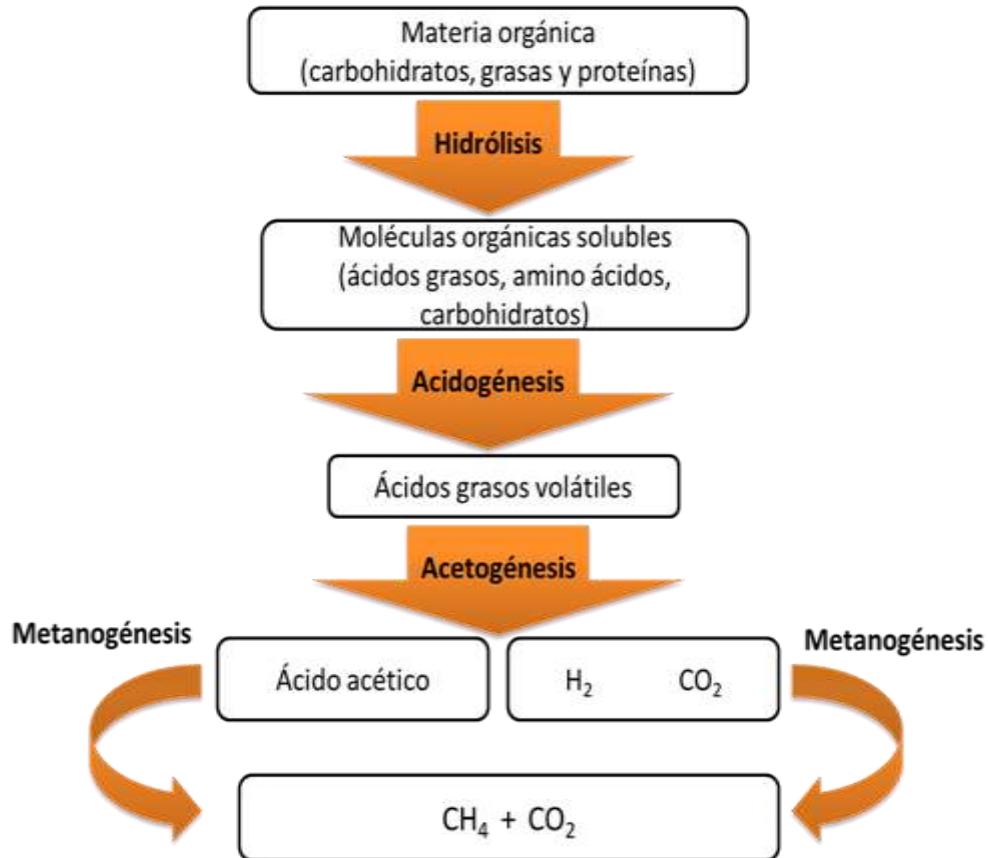 Materia orgánica
(carbohidratos, grasas y proteínas)
Hidrólisis
Moléculas orgánicas solubles
(ácidos grasos, amino ácidos,
carbohidratos)
Acidogénesis
Ácidos grasos volátiles
Acetogénesis
Metanogénesis
Metanogénesis
Ácido acético
H₂ CO₂
CH₄ + CO₂